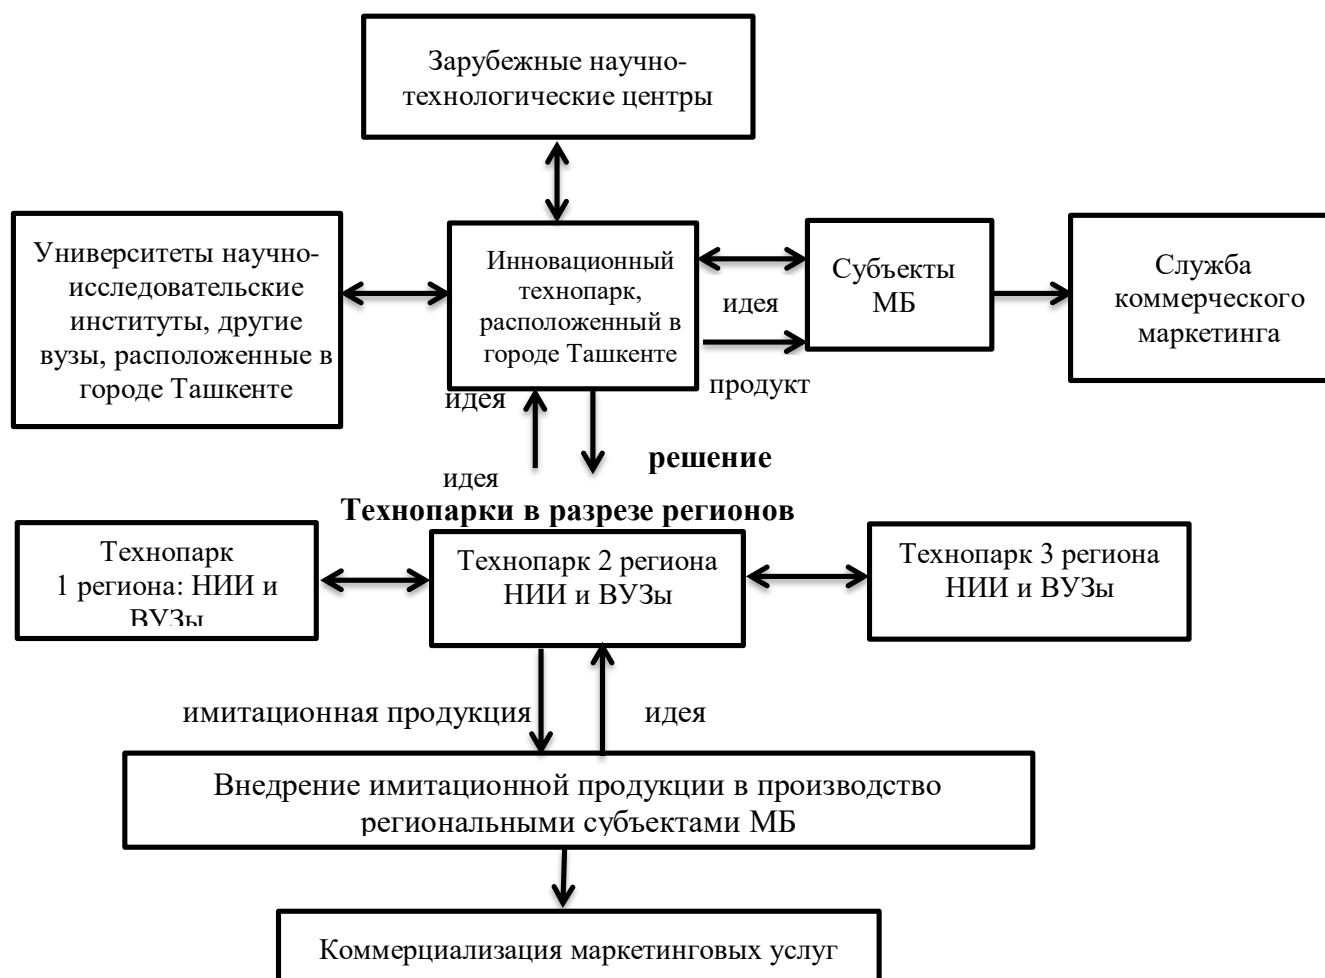 Зарубежные научно-
технологические центры
Университеты научно-
исследовательские
институты, другие
вузы, расположенные в
городе Ташкенте
Инновационный
технопарк,
расположенный в
городе Ташкенте
идея
продукт
Субъекты
МБ
Служба
коммерческого
маркетинга
идея
идея
решение
Технопарки в разрезе регионов
Технопарк
1 региона: НИИ и
ВУЗы
Технопарк 2 региона
НИИ и ВУЗы
Технопарк 3 региона
НИИ и ВУЗы
имитационная продукция
идея
Внедрение имитационной продукции в производство
региональными субъектами МБ
Коммерциализация маркетинговых услуг